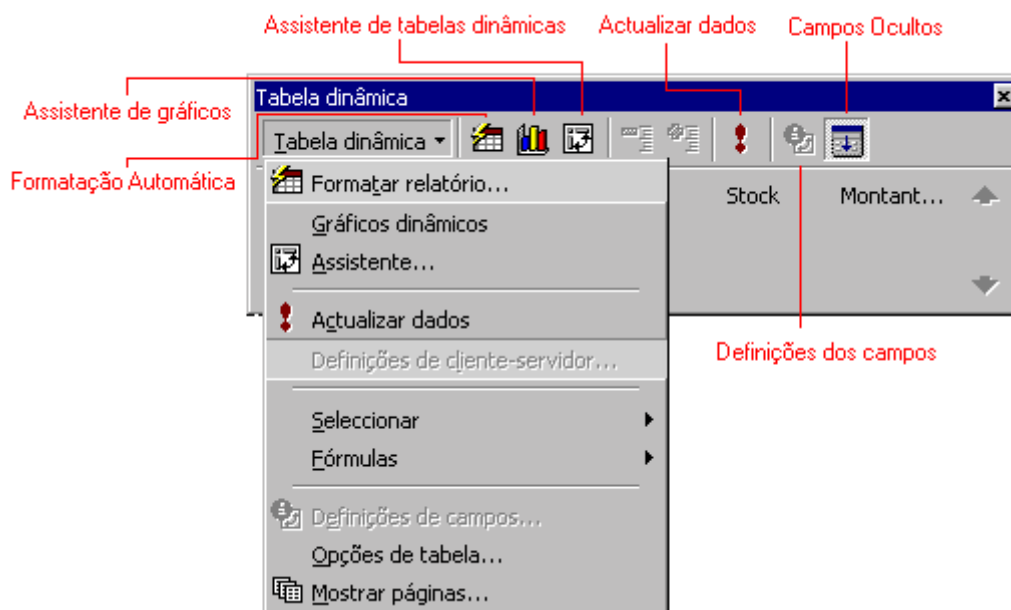 Assistente de tabelas dinâmicas
Actualizar dados
Campos Ocultos
Assistente de gráficos
Formatação Automática
Tabela dinâmica
Tabela dinâmica
Formatar relatório...
Gráficos dinâmicos
Assistente...
Actualizar dados
Definições de cliente-servidor...
Seleccionar
Fórmulas
Definições de campos...
Opções de tabela...
Mostrar páginas...
Stock
Montant...
Definições dos campos